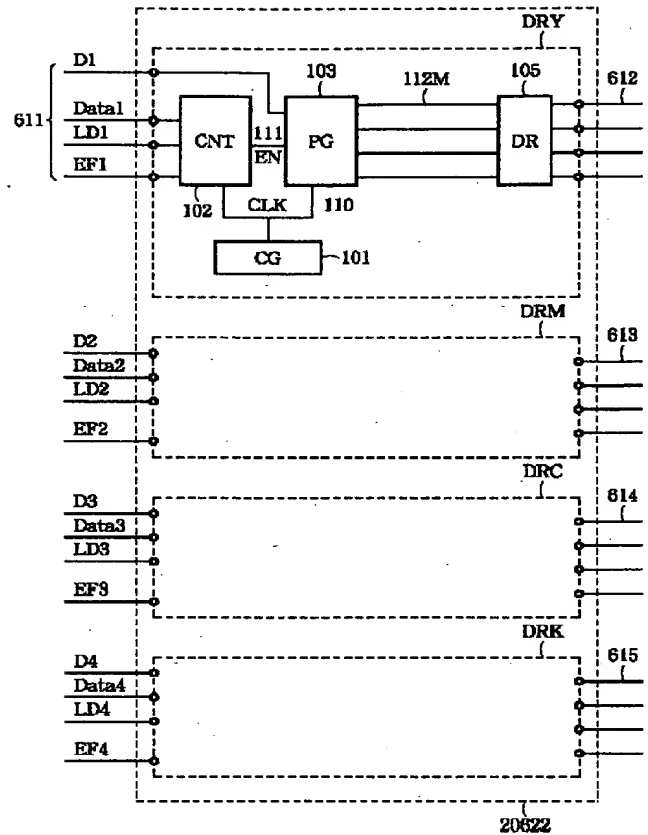 DRY
D1
103
112M
105
612
611
Data1
LD1
EF1
CNT
111
EN
PG
DR
102
CLK
110
CG
101
DRM
D2
613
Data2
LD2
EF2
DRC
D3
614
Data3
LD3
EF3
DRK
D4
615
Data4
LD4
EF4
20622